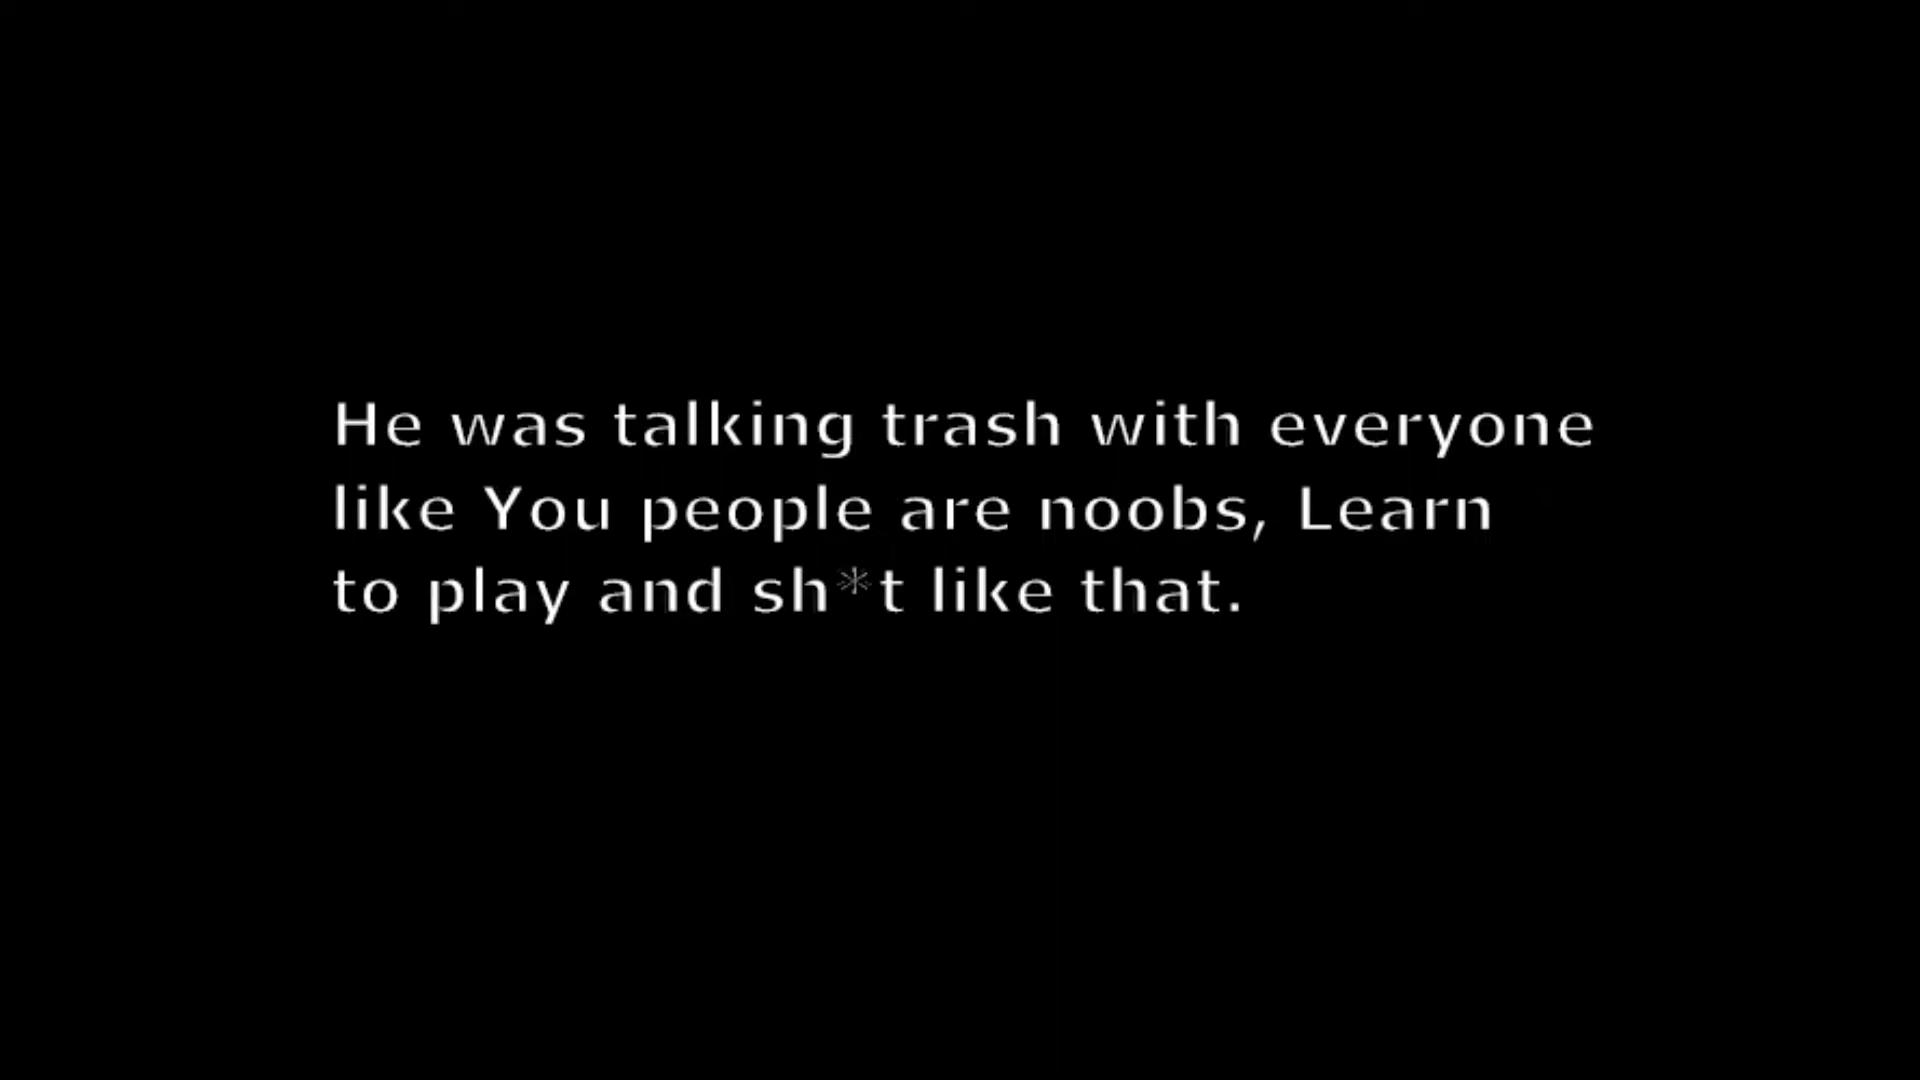 He was talking trash with everyone
like You people are noobs, Learn
to play and sh*t like that.